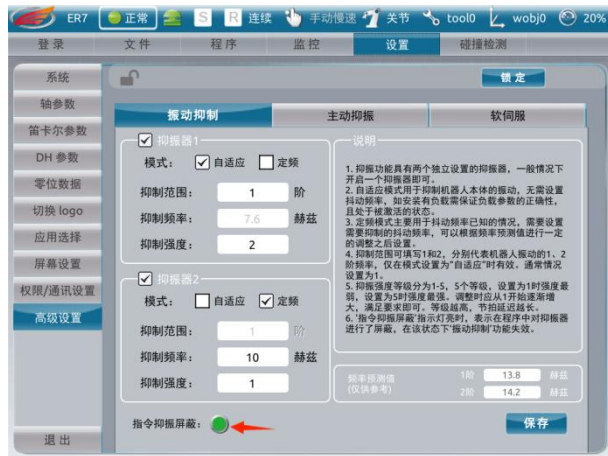 ER7 正常 S R 连续 手动慢速 关节 tool0 wobj0 20%
登录 文件 程序 监控 设置 碰撞检测
系统
轴参数
笛卡尔参数
DH 参数
零位数据
切换 logo
应用选择
屏幕设置
权限/通讯设置
高级设置
退出
锁定
振动抑制 主动抑振 软伺服
抑振器1
模式： 自适应 定频
抑制范围： 1 阶
抑制频率： 7.6 赫兹
抑制强度： 2
抑振器2
模式： 自适应 定频
抑制范围： 1 阶
抑制频率： 10 赫兹
抑制强度： 1
指令抑振屏蔽：
说明
1. 抑振功能具有两个独立设置的抑振器，一般情况下
开启一个抑振器即可。
2. 自适应模式用于抑制机器人本体的振动，无需设置
抖动频率，如安装有负载需保证负载参数的正确性，
且处于被激活的状态。
3. 定频模式主要用于抖动频率已知的情况，需要设置
需要抑制的抖动频率，可以根据频率预测值进行一定
的调整之后设置。
4. 抑制范围可填写1和2，分别代表机器人振动的1、2
阶频率，仅在模式设置为"自适应"时有效。通常情况
设置为1。
5. 抑振强度等级分为1-5，5个等级，设置为1时强度最
弱，设置为5时强度最强。调整时应从1开始逐渐增
大，满足要求即可。等级越高，节拍延迟越长。
6. '指令抑振屏蔽'指示灯亮时，表示在程序中对抑振器
进行了屏蔽，在该状态下'振动抑制'功能失效。
频率预测值
(仅供参考)
1阶 13.8 赫兹
2阶 14.2 赫兹
保存